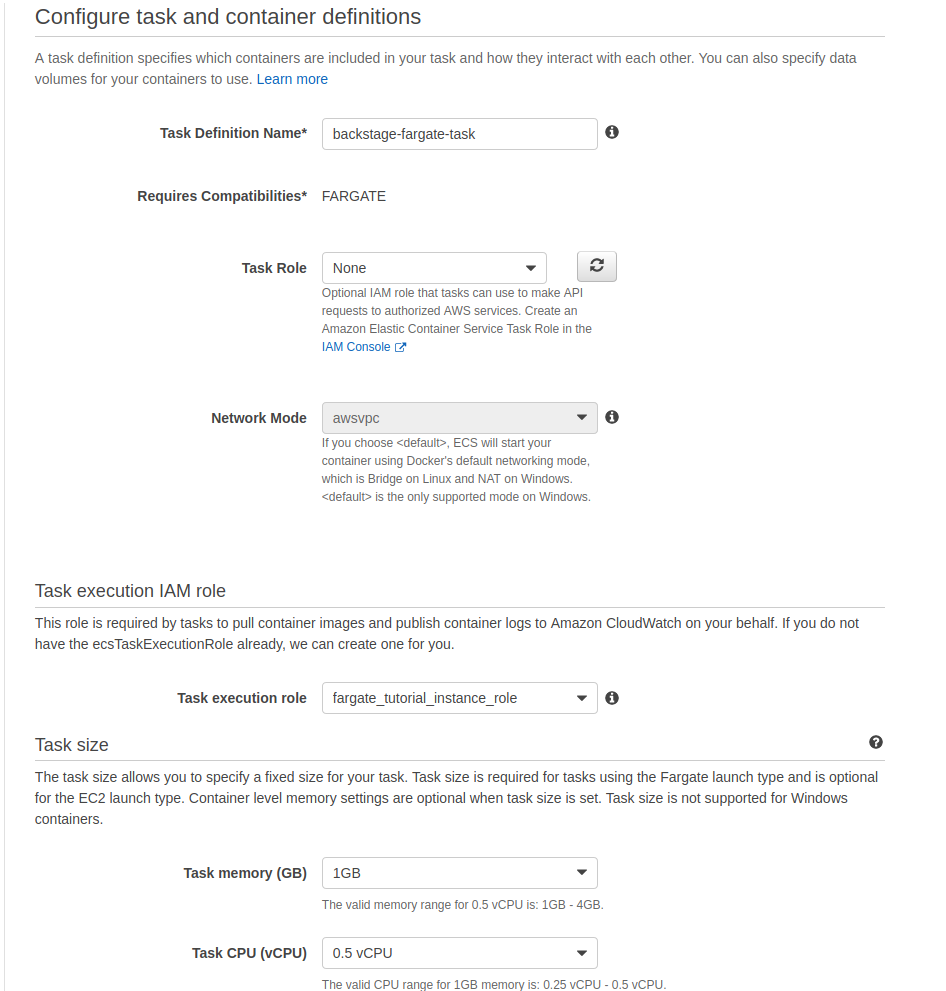 Configure task and container definitions
A task definition specifies which containers are included in your task and how they interact with each other. You can also specify data
volumes for your containers to use. Learn more
Task Definition Name* backstage-fargate-task
Requires Compatibilities* FARGATE
Task Role None
Optional IAM role that tasks can use to make API
requests to authorized AWS services. Create an
Amazon Elastic Container Service Task Role in the
IAM Console
Network Mode awsvpc
If you choose <default>, ECS will start your
container using Docker's default networking mode,
which is Bridge on Linux and NAT on Windows.
<default> is the only supported mode on Windows.
Task execution IAM role
This role is required by tasks to pull container images and publish container logs to Amazon CloudWatch on your behalf. If you do not
have the ecsTaskExecutionRole already, we can create one for you.
Task execution role fargate_tutorial_instance_role
Task size
The task size allows you to specify a fixed size for your task. Task size is required for tasks using the Fargate launch type and is optional
for the EC2 launch type. Container level memory settings are optional when task size is set. Task size is not supported for Windows
containers.
Task memory (GB) 1GB
The valid memory range for 0.5 vCPU is: 1GB - 4GB.
Task CPU (vCPU) 0.5 vCPU
The valid CPU range for 1GB memory is: 0.25 vCPU - 0.5 vCPU.